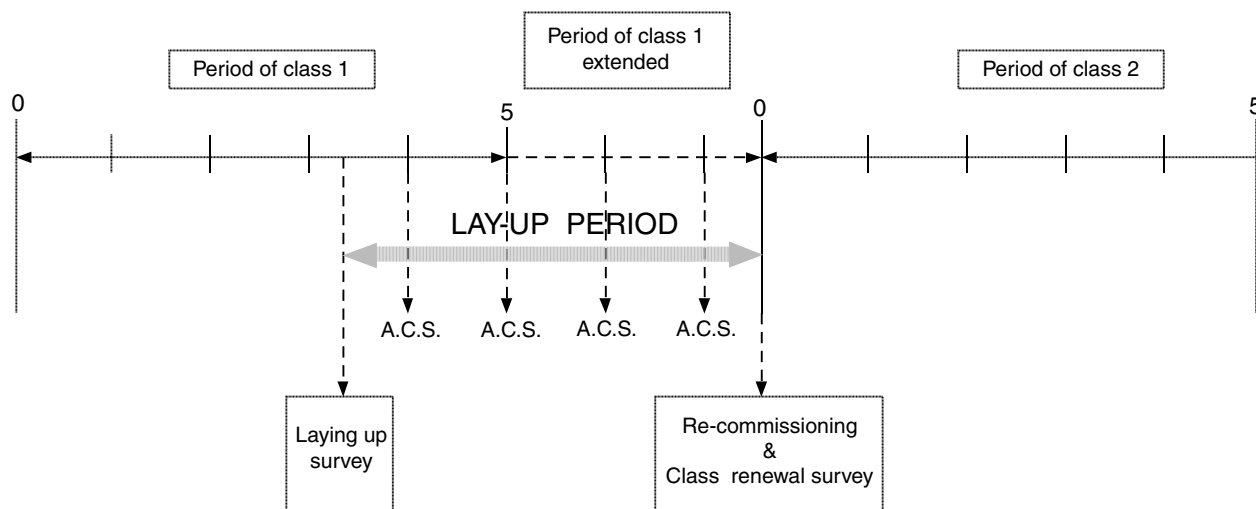 Period of class 1
Period of class 1
extended
Period of class 2
0
5
0
5
LAY-UP PERIOD
A.C.S.
A.C.S.
A.C.S.
A.C.S.
Laying up
survey
Re-commissioning
&
Class renewal survey